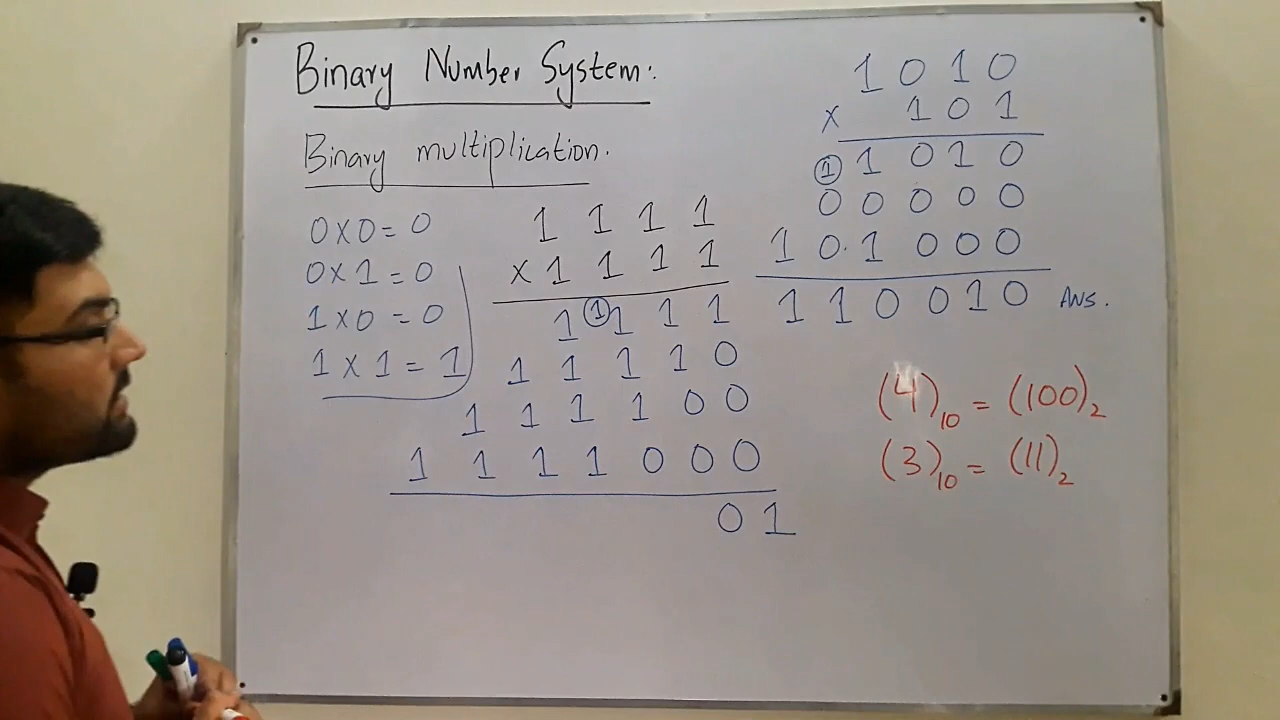 Binary Number System:
Binary multiplication.
0 x 0 = 0
0 x 1 = 0
1 x 0 = 0
1 x 1 = 1
1 1 1 1
x 1 1 1 1
1 ① 1 1 1
1 1 1 1 0
1 1 1 1 0 0
1 1 1 1 0 0 0
0 1
1 0 1 0
x 1 0 1
① 1 0 1 0
0 0 0 0 0
1 0 . 1 0 0 0
1 1 0 0 1 0 ANS.
(4)₁₀ = (100)₂
(3)₁₀ = (11)₂